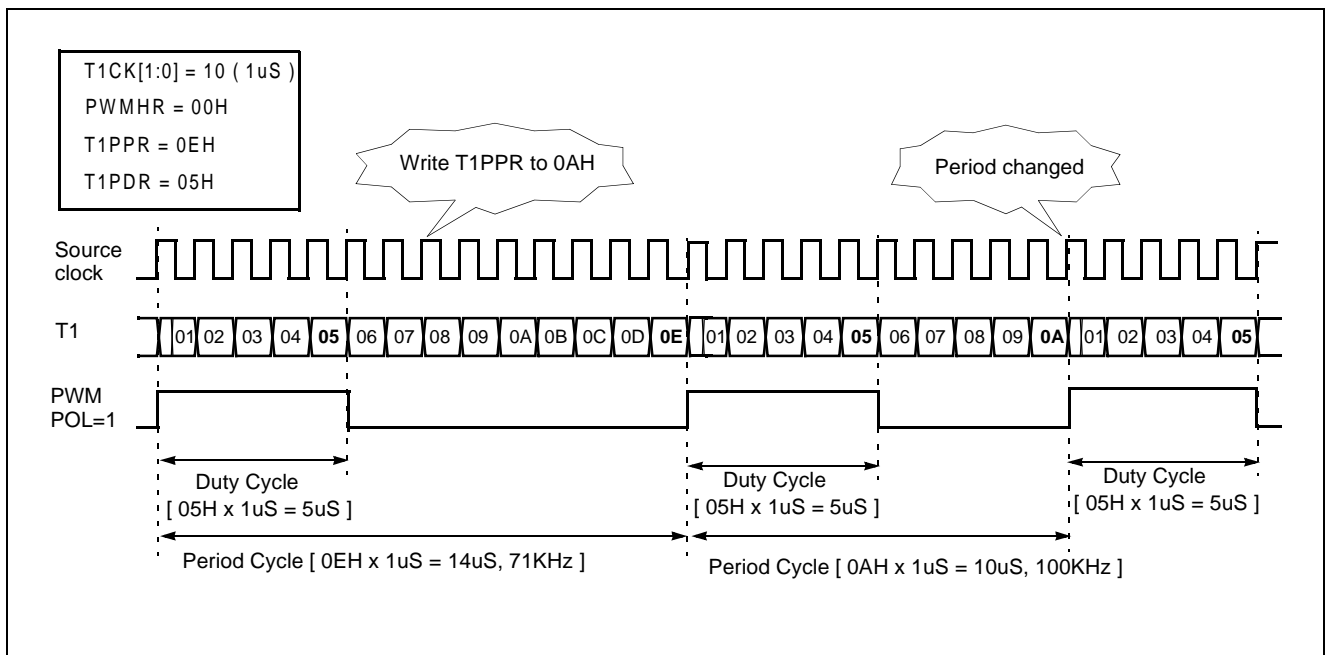 T1CK[1:0] = 10 ( 1uS )
PWMHR = 00H
T1PPR = 0EH
T1PDR = 05H
Write T1PPR to 0AH
Period changed
Source
clock
T1
01 02 03 04 05 06 07 08 09 0A 0B 0C 0D 0E 01 02 03 04 05 06 07 08 09 0A 01 02 03 04 05
PWM
POL=1
Duty Cycle
[ 05H x 1uS = 5uS ]
Duty Cycle
[ 05H x 1uS = 5uS ]
Duty Cycle
[ 05H x 1uS = 5uS ]
Period Cycle [ 0EH x 1uS = 14uS, 71KHz ]
Period Cycle [ 0AH x 1uS = 10uS, 100KHz ]